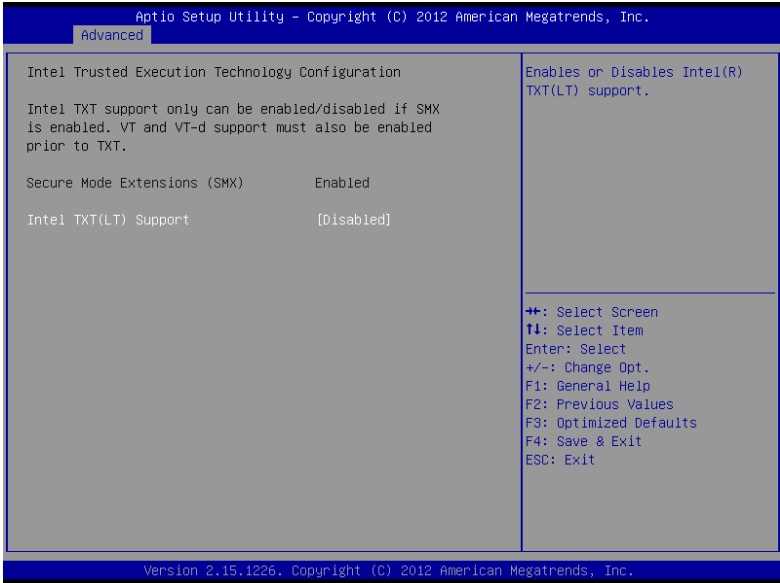 Aptio Setup Utility – Copyright (C) 2012 American Megatrends, Inc.
Advanced
Intel Trusted Execution Technology Configuration
Intel TXT support only can be enabled/disabled if SMX
is enabled. VT and VT-d support must also be enabled
prior to TXT.
Secure Mode Extensions (SMX) Enabled
Intel TXT(LT) Support [Disabled]
Enables or Disables Intel(R)
TXT(LT) support.
→←: Select Screen
↑↓: Select Item
Enter: Select
+/-: Change Opt.
F1: General Help
F2: Previous Values
F3: Optimized Defaults
F4: Save & Exit
ESC: Exit
Version 2.15.1226. Copyright (C) 2012 American Megatrends, Inc.